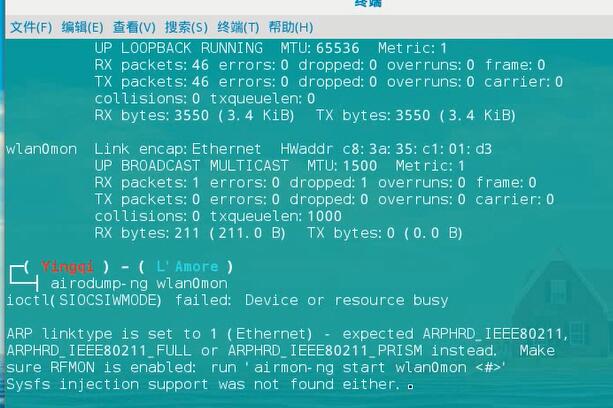 终端
文件(F) 编辑(E) 查看(V) 搜索(S) 终端(T) 帮助(H)
UP LOOPBACK RUNNING MTU:65536 Metric:1
RX packets:46 errors:0 dropped:0 overruns:0 frame:0
TX packets:46 errors:0 dropped:0 overruns:0 carrier:0
collisions:0 txqueuelen:0
RX bytes:3550 (3.4 KiB) TX bytes:3550 (3.4 KiB)
wlan0mon Link encap:Ethernet HWaddr c8:3a:35:c1:01:d3
UP BROADCAST MULTICAST MTU:1500 Metric:1
RX packets:1 errors:0 dropped:1 overruns:0 frame:0
TX packets:0 errors:0 dropped:0 overruns:0 carrier:0
collisions:0 txqueuelen:1000
RX bytes:211 (211.0 B) TX bytes:0 (0.0 B)
┌─( Yingqi ) - ( L'Amore )
└──┤ airodump-ng wlan0mon
ioctl(SIOCSIWMODE) failed: Device or resource busy
ARP linktype is set to 1 (Ethernet) - expected ARPHRD_IEEE80211,
ARPHRD_IEEE80211_FULL or ARPHRD_IEEE80211_PRISM instead. Make
sure RFMON is enabled: run 'airmon-ng start wlan0mon <#>'
Sysfs injection support was not found either.